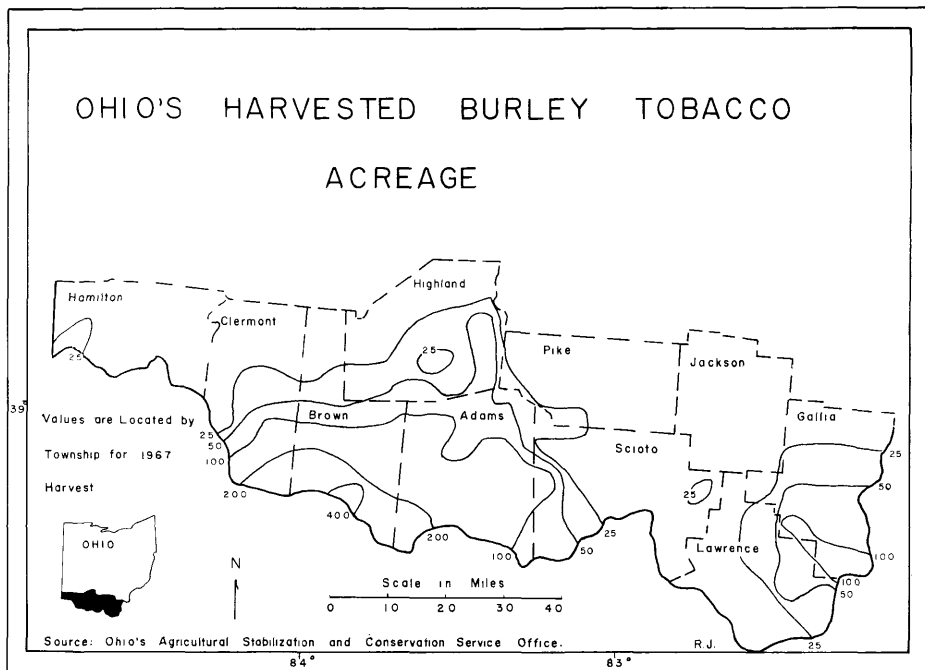 OHIO'S HARVESTED BURLEY TOBACCO
ACREAGE
Highland
Hamilton
Clermont
25
25
Pike
Jackson
39°
Values are Located by
Township for 1967
Harvest
Brown
Adams
Scioto
Gallia
25
50
100
25
50
200
400
25
OHIO
200
100
50
25
Lawrence
100
100
50
N
Scale in Miles
0 10 20 30 40
Source: Ohio's Agricultural Stabilization and Conservation Service Office.
R.J.
25
84°
83°